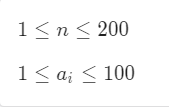 1 ≤ n ≤ 200
1 ≤ aᵢ ≤ 100